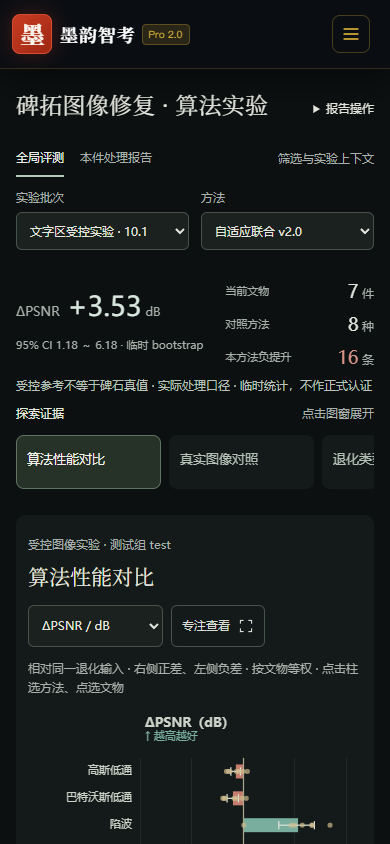 墨 墨韵智考 Pro 2.0
碑拓图像修复 · 算法实验
▶ 报告操作
全局评测 本件处理报告 筛选与实验上下文
实验批次 方法
文字区受控实验 · 10.1 自适应联合 v2.0
ΔPSNR +3.53 dB
95% CI 1.18 ~ 6.18 · 临时 bootstrap
当前文物 7 件
对照方法 8 种
本方法负提升 16 条
受控参考不等于碑石真值 · 实际处理口径 · 临时统计，不作正式认证
探索证据 点击图窗展开
算法性能对比 真实图像对照 退化类
受控图像实验 · 测试组 test
算法性能对比
ΔPSNR / dB 专注查看
相对同一退化输入 · 右侧正差、左侧负差 · 按文物等权 · 点击柱
选方法、点选文物
ΔPSNR（dB）
↑ 越高越好
高斯低通
巴特沃斯低通
陷波